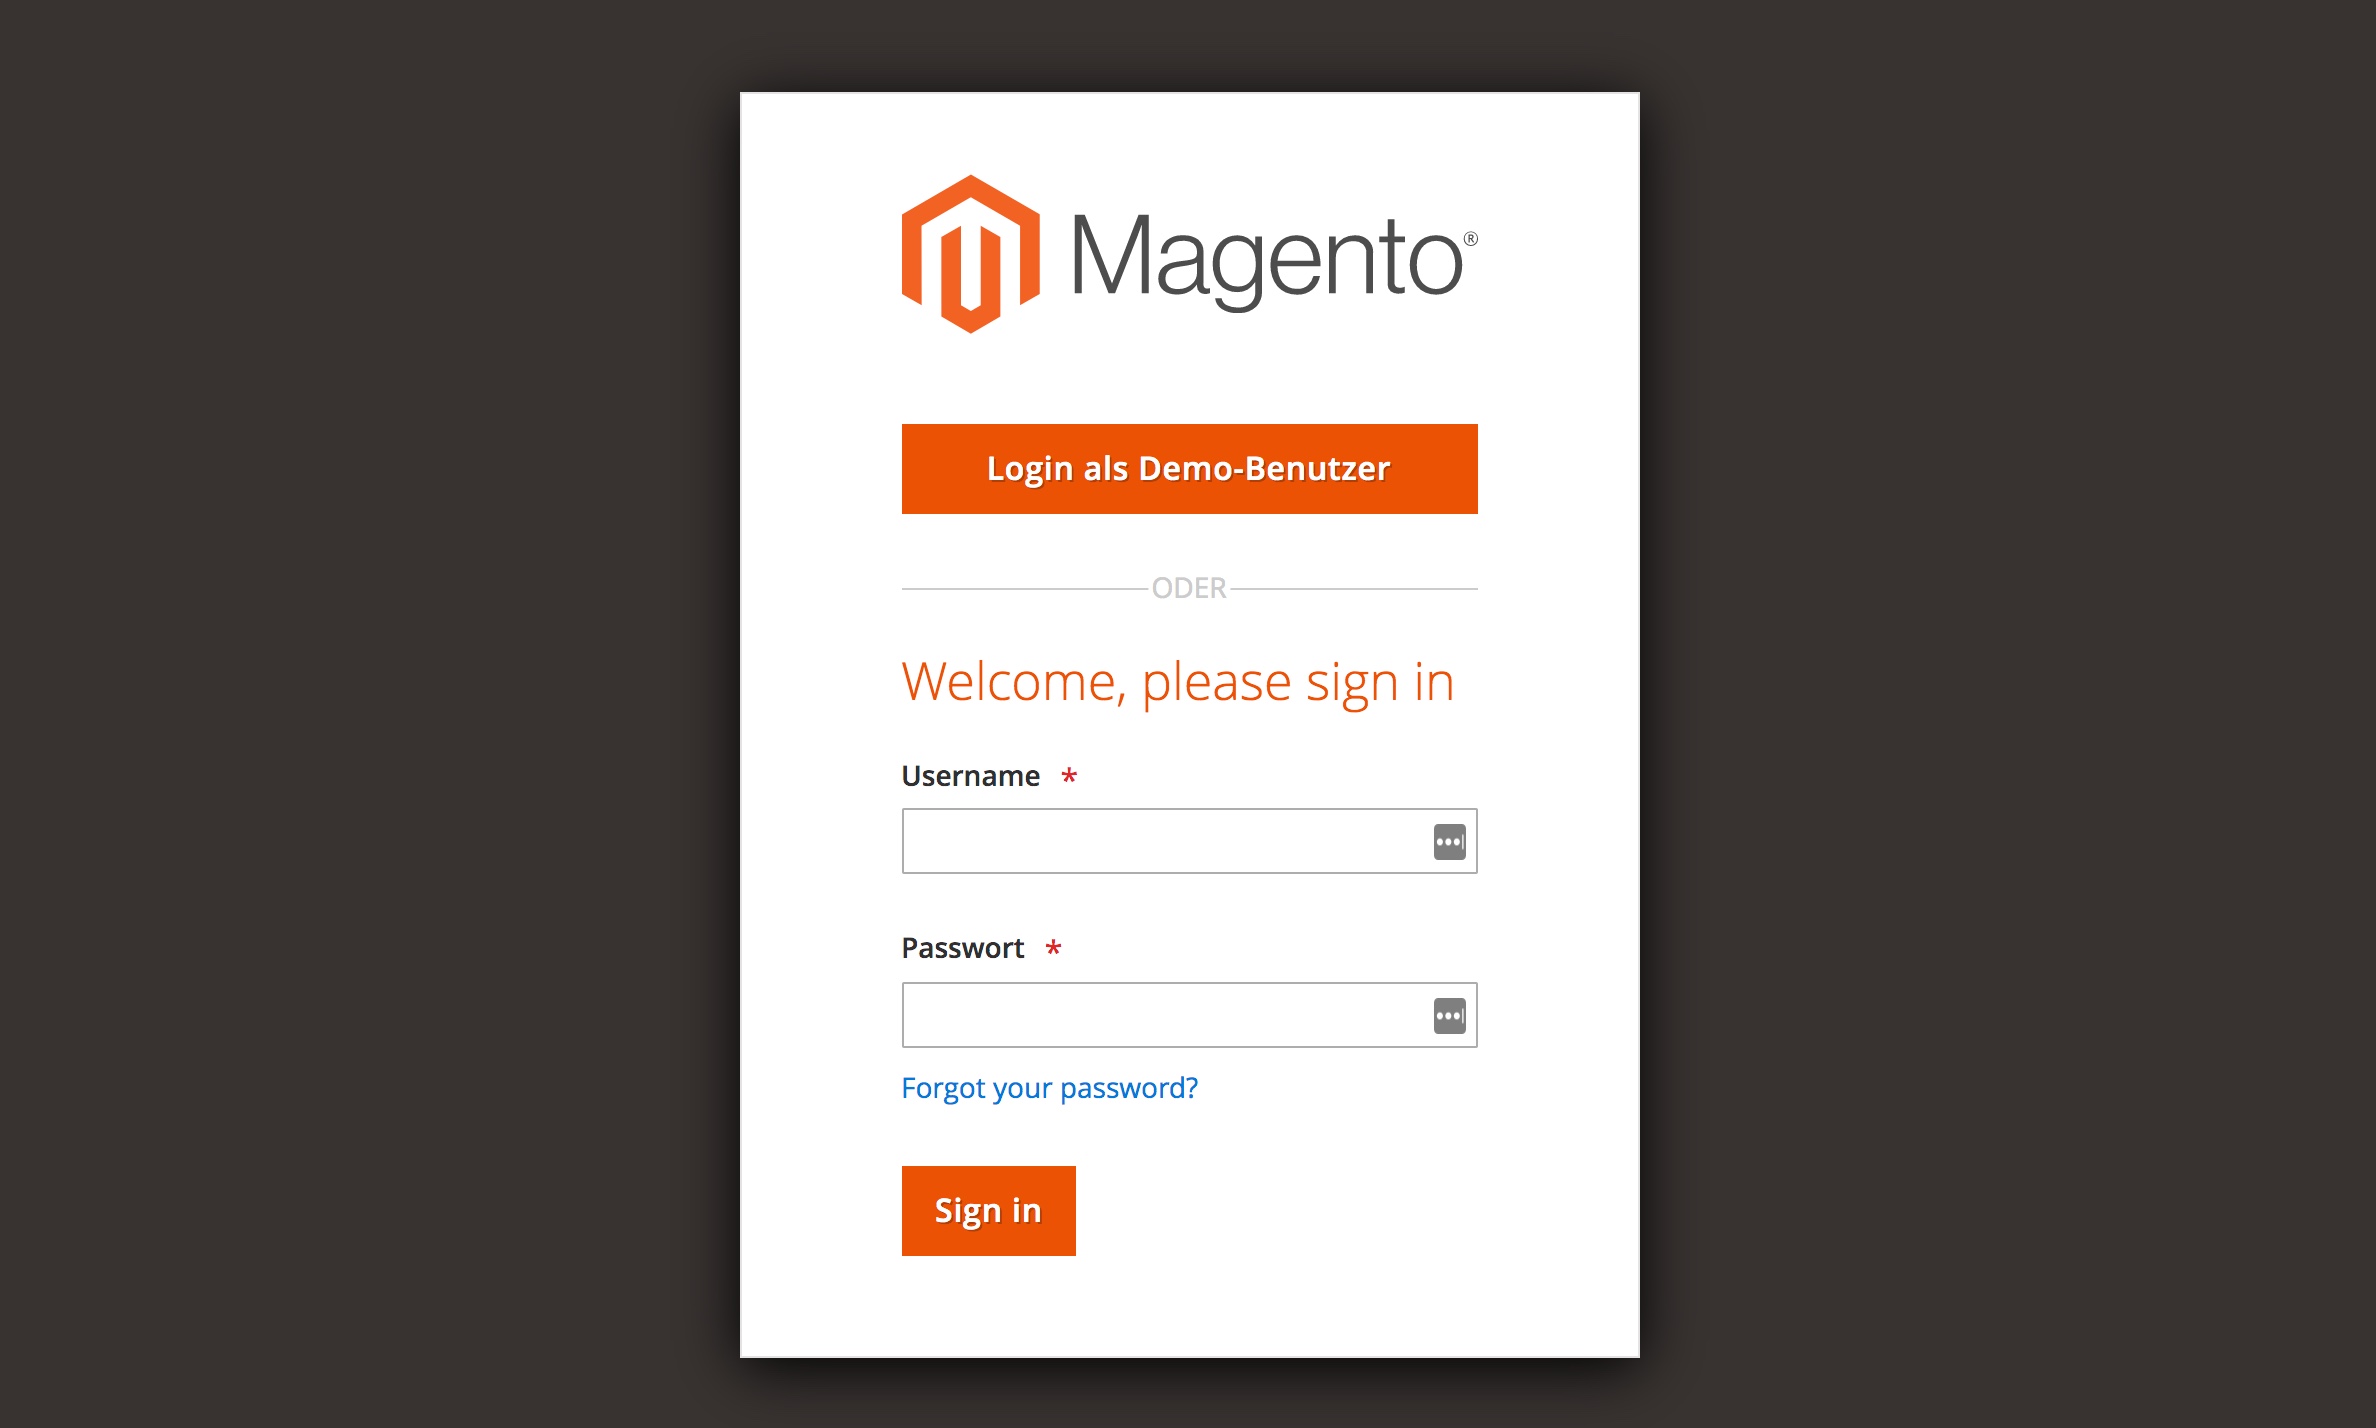 Magento®
Login als Demo-Benutzer
ODER
Welcome, please sign in
Username *
Passwort *
Forgot your password?
Sign in